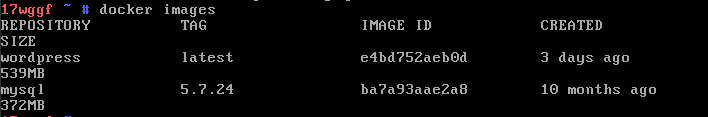 17wggf ~ # docker images
REPOSITORY TAG IMAGE ID CREATED
SIZE
wordpress latest e4bd752aeb0d 3 days ago
539MB
mysql 5.7.24 ba7a93aae2a8 10 months ago
372MB